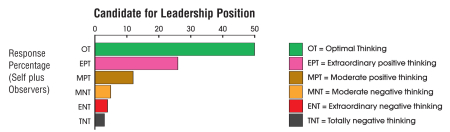 Candidate for Leadership Position
0 10 20 30 40 50
Response
Percentage
(Self plus
Observers)
OT
EPT
MPT
MNT
ENT
TNT
OT = Optimal Thinking
EPT = Extraordinary positive thinking
MPT = Moderate positive thinking
MNT = Moderate negative thinking
ENT = Extraordinary negative thinking
TNT = Totally negative thinking